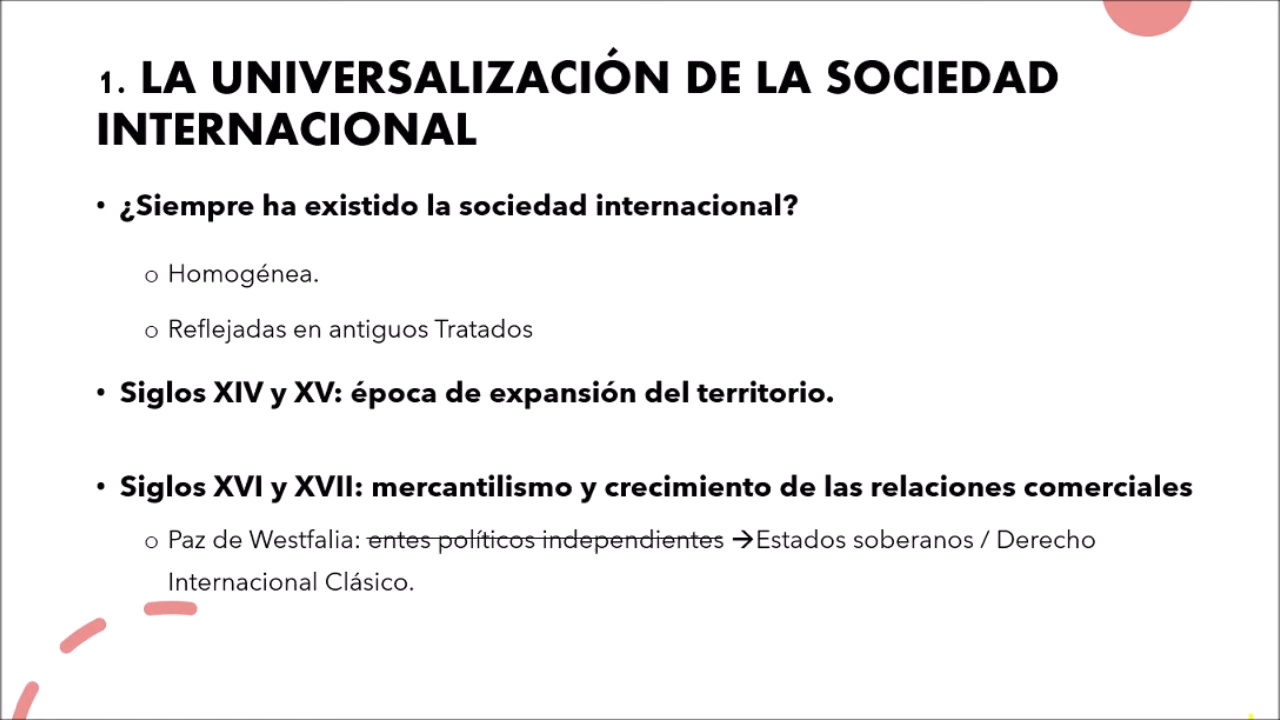 1. LA UNIVERSALIZACIÓN DE LA SOCIEDAD
INTERNACIONAL
• ¿Siempre ha existido la sociedad internacional?
o Homogénea.
o Reflejadas en antiguos Tratados
• Siglos XIV y XV: época de expansión del territorio.
• Siglos XVI y XVII: mercantilismo y crecimiento de las relaciones comerciales
o Paz de Westfalia: entes políticos independientes →Estados soberanos / Derecho
Internacional Clásico.